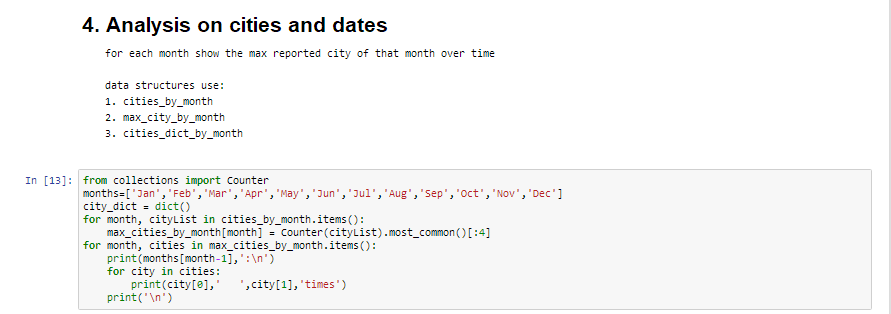 4. Analysis on cities and dates
for each month show the max reported city of that month over time
data structures use:
1. cities_by_month
2. max_city_by_month
3. cities_dict_by_month
In [13]: from collections import Counter
months=['Jan','Feb','Mar','Apr','May','Jun','Jul','Aug','Sep','Oct','Nov','Dec']
city_dict = dict()
for month, cityList in cities_by_month.items():
    max_cities_by_month[month] = Counter(cityList).most_common()[:4]
for month, cities in max_cities_by_month.items():
    print(months[month-1],':\n')
    for city in cities:
        print(city[0],'   ',city[1],'times')
    print('\n')